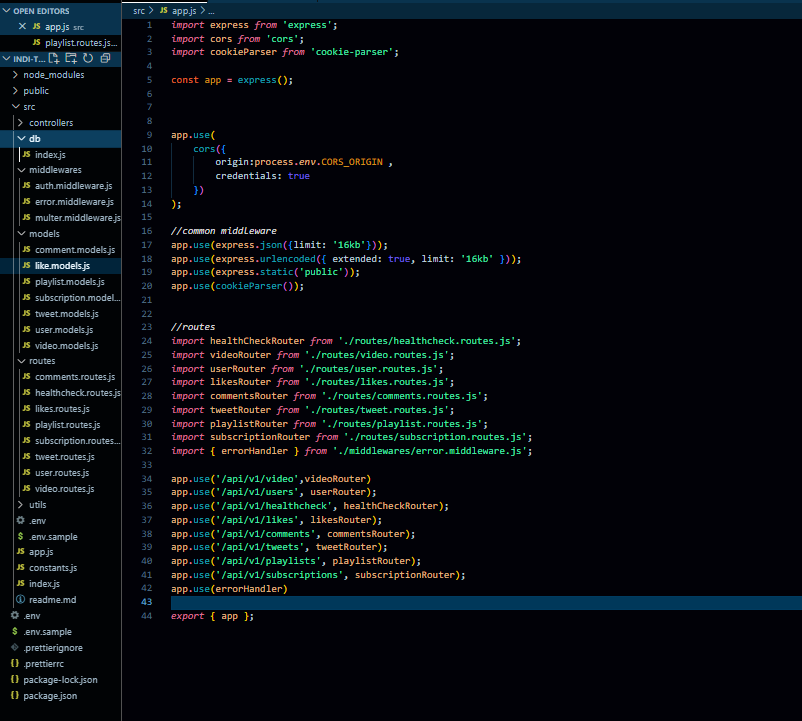 OPEN EDITORS
JS app.js src
JS playlist.routes.js...
INDI-T...
node_modules
public
src
controllers
db
JS index.js
middlewares
JS auth.middleware.js
JS error.middleware.js
JS multer.middleware.js
models
JS comment.models.js
JS like.models.js
JS playlist.models.js
JS subscription.model...
JS tweet.models.js
JS user.models.js
JS video.models.js
routes
JS comments.routes.js
JS healthcheck.routes.js
JS likes.routes.js
JS playlist.routes.js
JS subscription.routes...
JS tweet.routes.js
JS user.routes.js
JS video.routes.js
utils
.env
$ .env.sample
JS app.js
JS constants.js
JS index.js
readme.md
.env
$ .env.sample
.prettierignore
{} .prettierrc
{} package-lock.json
{} package.json
src > JS app.js > ...
1 import express from 'express';
2 import cors from 'cors';
3 import cookieParser from 'cookie-parser';
4
5 const app = express();
6
7
8
9 app.use(
10 cors({
11 origin:process.env.CORS_ORIGIN ,
12 credentials: true
13 })
14 );
15
16 //common middleware
17 app.use(express.json({limit: '16kb'}));
18 app.use(express.urlencoded({ extended: true, limit: '16kb' }));
19 app.use(express.static('public'));
20 app.use(cookieParser());
21
22
23 //routes
24 import healthCheckRouter from './routes/healthcheck.routes.js';
25 import videoRouter from './routes/video.routes.js';
26 import userRouter from './routes/user.routes.js';
27 import likesRouter from './routes/likes.routes.js';
28 import commentsRouter from './routes/comments.routes.js';
29 import tweetRouter from './routes/tweet.routes.js';
30 import playlistRouter from './routes/playlist.routes.js';
31 import subscriptionRouter from './routes/subscription.routes.js';
32 import { errorHandler } from './middlewares/error.middleware.js';
33
34 app.use('/api/v1/video',videoRouter)
35 app.use('/api/v1/users', userRouter);
36 app.use('/api/v1/healthcheck', healthCheckRouter);
37 app.use('/api/v1/likes', likesRouter);
38 app.use('/api/v1/comments', commentsRouter);
39 app.use('/api/v1/tweets', tweetRouter);
40 app.use('/api/v1/playlists', playlistRouter);
41 app.use('/api/v1/subscriptions', subscriptionRouter);
42 app.use(errorHandler)
43
44 export { app };